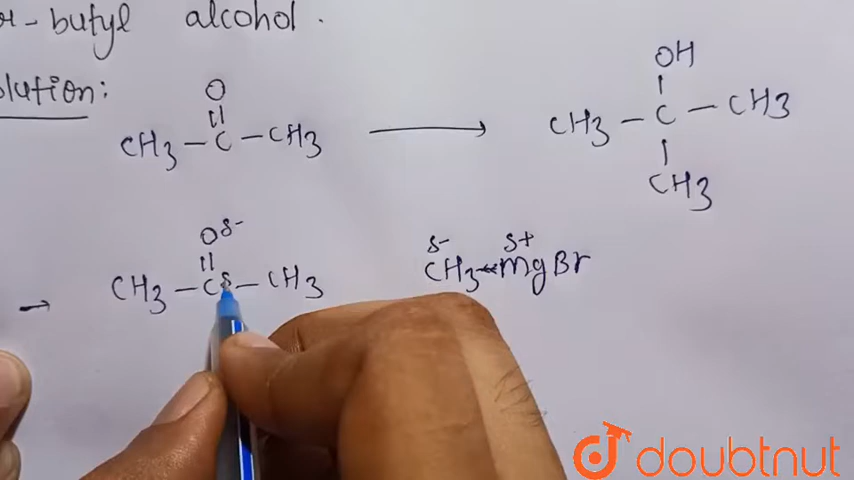 -butyl alcohol.
lution:
O
||
CH3 - C - CH3 ⟶
OH
|
CH3 - C - CH3
|
CH3
Oδ-
||
→ CH3 - Cδ - CH3
δ- δ+
CH3-MgBr
doubtnut